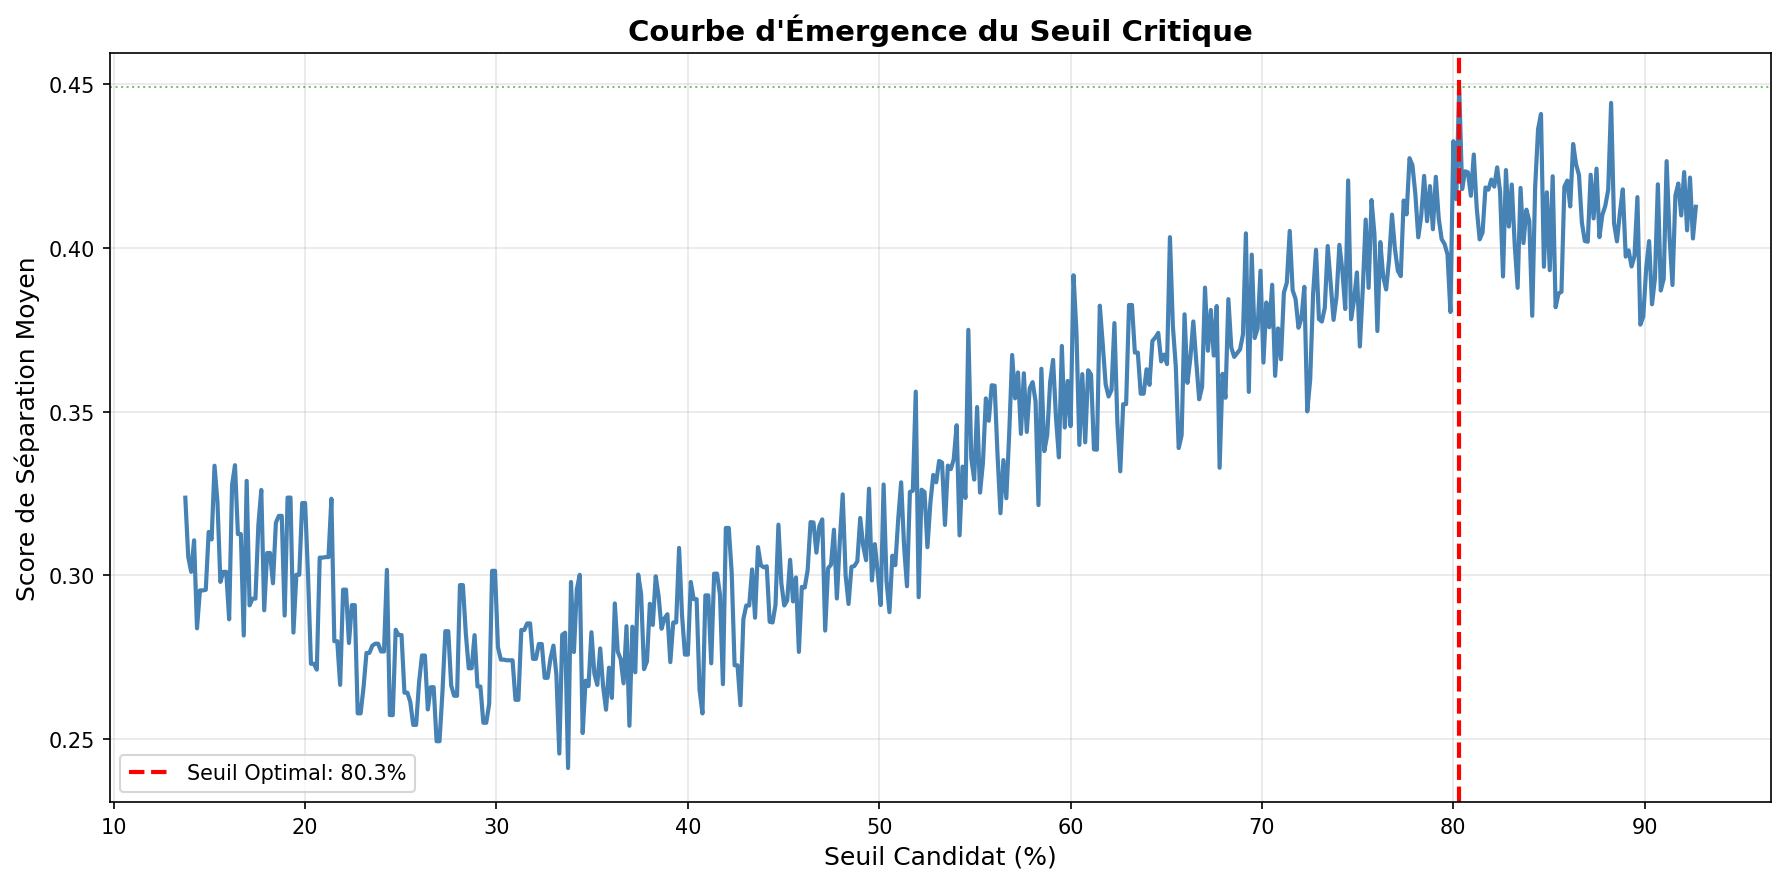 Courbe d'Émergence du Seuil Critique
Score de Séparation Moyen
0.45
0.40
0.35
0.30
0.25
Seuil Optimal: 80.3%
10 20 30 40 50 60 70 80 90
Seuil Candidat (%)